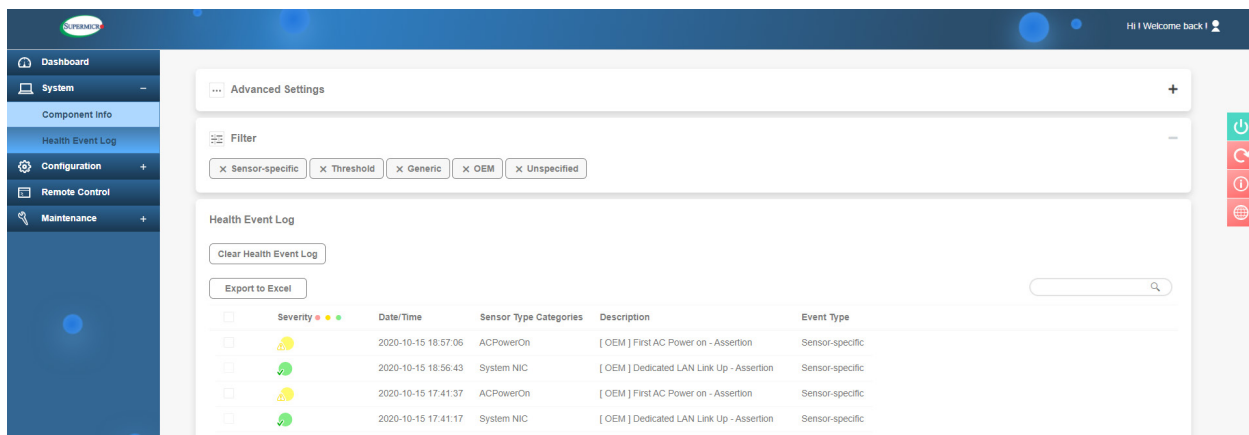 SUPERMICR
Hi ! Welcome back !
Dashboard
System −
Component Info
Health Event Log
Configuration +
Remote Control
Maintenance +
... Advanced Settings +
Filter −
× Sensor-specific × Threshold × Generic × OEM × Unspecified
Health Event Log
Clear Health Event Log
Export to Excel
Severity Date/Time Sensor Type Categories Description Event Type
2020-10-15 18:57:06 ACPowerOn [ OEM ] First AC Power on - Assertion Sensor-specific
2020-10-15 18:56:43 System NIC [ OEM ] Dedicated LAN Link Up - Assertion Sensor-specific
2020-10-15 17:41:37 ACPowerOn [ OEM ] First AC Power on - Assertion Sensor-specific
2020-10-15 17:41:17 System NIC [ OEM ] Dedicated LAN Link Up - Assertion Sensor-specific